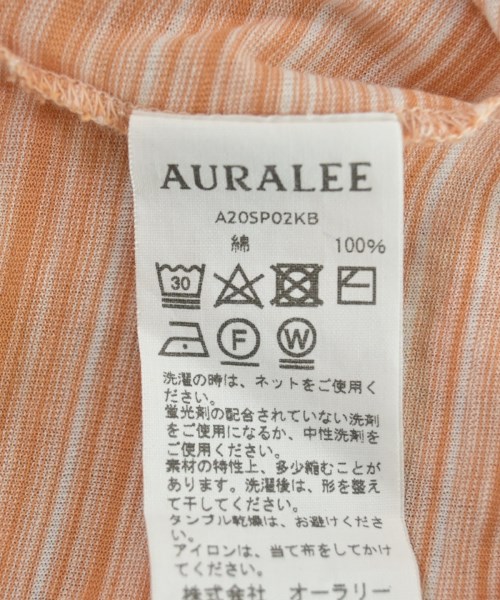 AURALEE
A20SP02KB
綿 100%
30
F W
洗濯の時は、ネットをご使用く
ださい。
蛍光剤の配合されていない洗剤
をご使用になるか、中性洗剤を
ご使用ください。
素材の特性上、多少縮むことが
あります。洗濯後は、形を整え
て干してください。
タンブル乾燥は、お避けくださ
い。
アイロンは、当て布をしてかけ
てください。
株式会社 オーラリー